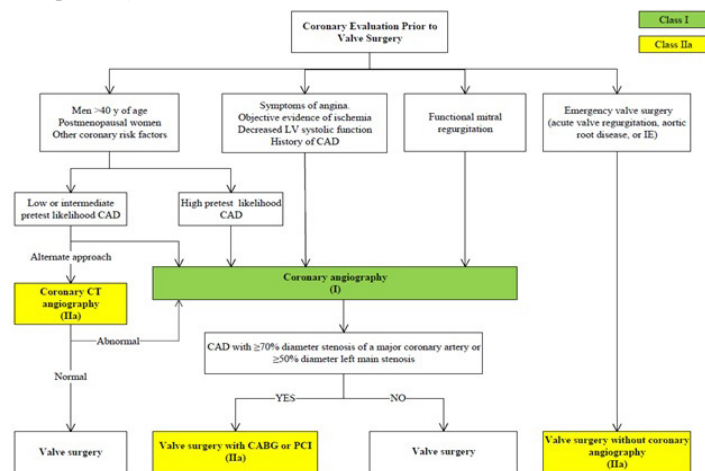 Coronary Evaluation Prior to
Valve Surgery
Class I
Class IIa
Men >40 y of age
Postmenopausal women
Other coronary risk factors
Symptoms of angina.
Objective evidence of ischemia
Decreased LV systolic function
History of CAD
Functional mitral
regurgitation
Emergency valve surgery
(acute valve regurgitation, aortic
root disease, or IE)
Low or intermediate
pretest likelihood CAD
High pretest likelihood
CAD
Alternate approach
Coronary CT
angiography
(IIa)
Coronary angiography
(I)
Abnormal
CAD with ≥70% diameter stenosis of a major coronary artery or
≥50% diameter left main stenosis
Normal
YES
NO
Valve surgery
Valve surgery with CABG or PCI
(IIa)
Valve surgery
Valve surgery without coronary
angiography
(IIa)